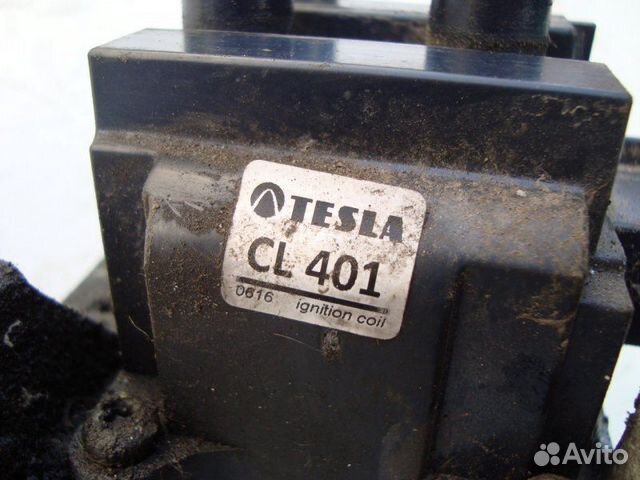 TESLA
CL 401
0616 ignition coil
Avito